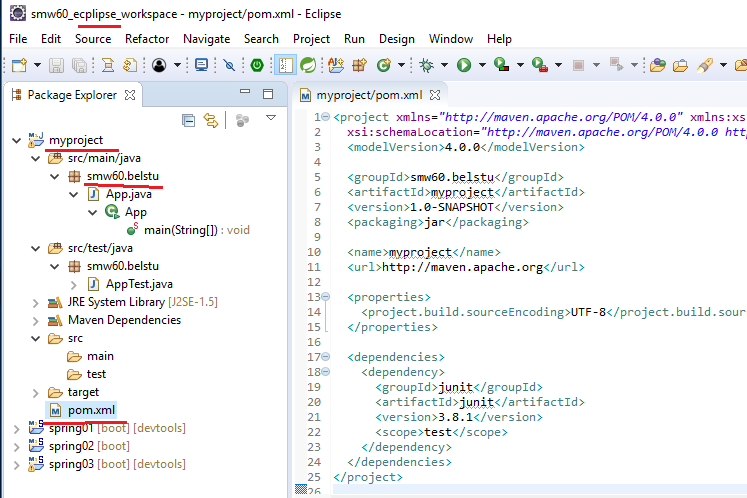 smw60_ecplipse_workspace - myproject/pom.xml - Eclipse
File Edit Source Refactor Navigate Search Project Run Design Window Help
Package Explorer
myproject
src/main/java
smw60.belstu
App.java
App
main(String[]) : void
src/test/java
smw60.belstu
AppTest.java
JRE System Library [J2SE-1.5]
Maven Dependencies
src
main
test
target
pom.xml
spring01 [boot] [devtools]
spring02 [boot] [devtools]
spring03 [boot] [devtools]
myproject/pom.xml
1 <project xmlns="http://maven.apache.org/POM/4.0.0" xmlns:xs
2 xsi:schemaLocation="http://maven.apache.org/POM/4.0.0 http
3 <modelVersion>4.0.0</modelVersion>
4
5 <groupId>smw60.belstu</groupId>
6 <artifactId>myproject</artifactId>
7 <version>1.0-SNAPSHOT</version>
8 <packaging>jar</packaging>
9
10 <name>myproject</name>
11 <url>http://maven.apache.org</url>
12
13 <properties>
14 <project.build.sourceEncoding>UTF-8</project.build.sour
15 </properties>
16
17 <dependencies>
18 <dependency>
19 <groupId>junit</groupId>
20 <artifactId>junit</artifactId>
21 <version>3.8.1</version>
22 <scope>test</scope>
23 </dependency>
24 </dependencies>
25 </project>
26